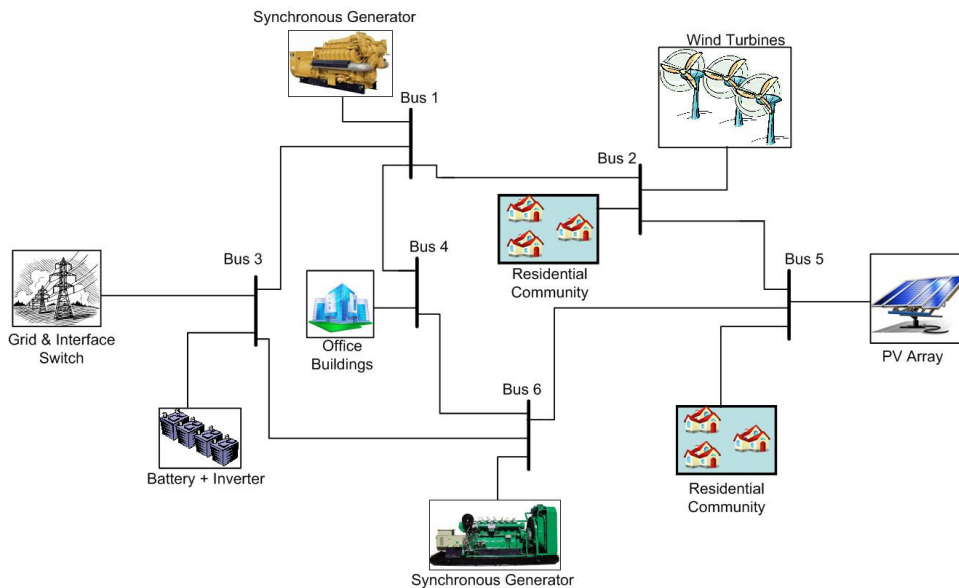 Synchronous Generator
Wind Turbines
Bus 1
Bus 2
Bus 4
Bus 3
Bus 5
Residential
Community
Grid & Interface
Switch
Office
Buildings
PV Array
Bus 6
Battery + Inverter
Residential
Community
Synchronous Generator